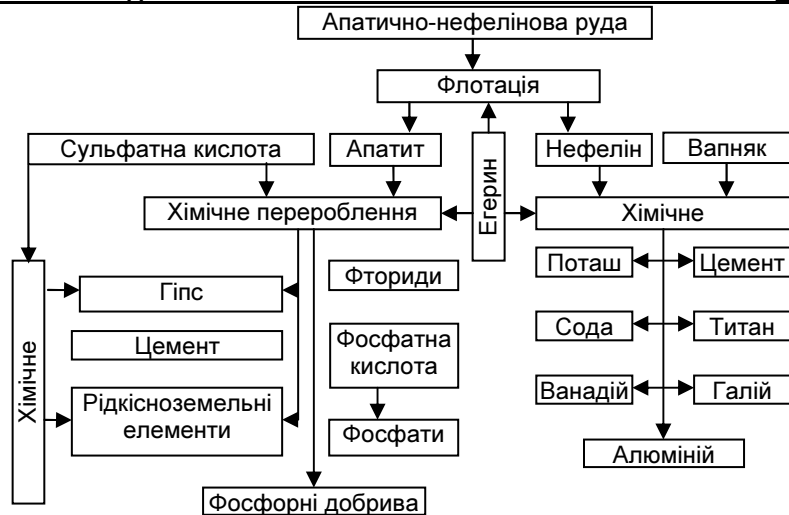 Апатично-нефелінова руда
Флотація
Сульфатна кислота
Апатит
Егерин
Нефелін
Вапняк
Хімічне перероблення
Хімічне
Хімічне
Гіпс
Цемент
Рідкісноземельні
елементи
Фториди
Фосфатна
кислота
Фосфати
Фосфорні добрива
Поташ
Цемент
Сода
Титан
Ванадій
Галій
Алюміній